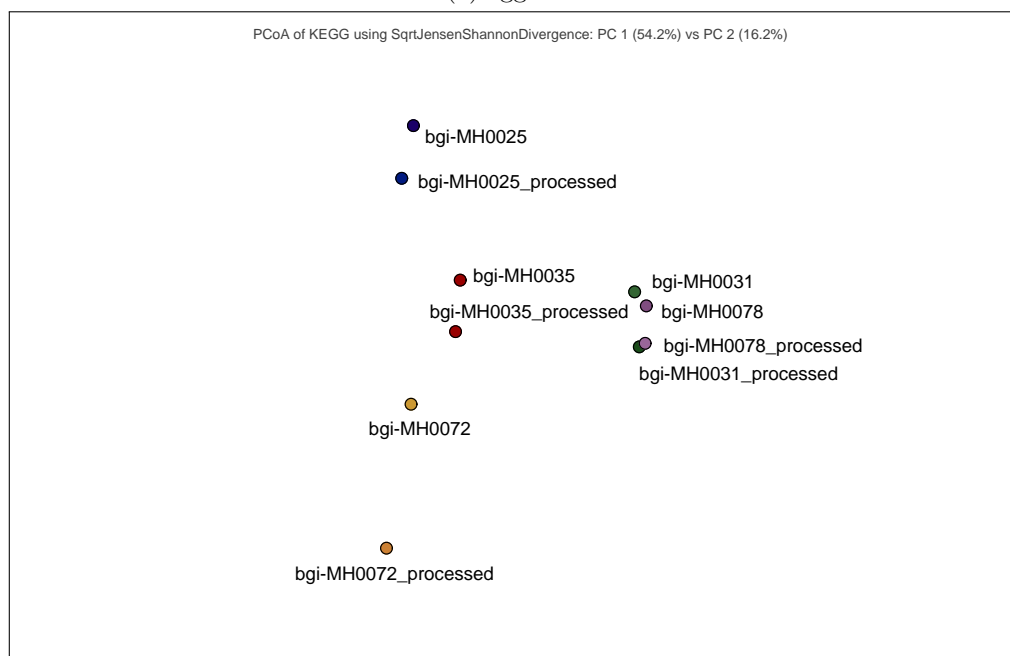 PCoA of KEGG using SqrtJensenShannonDivergence: PC 1 (54.2%) vs PC 2 (16.2%)
bgi-MH0025
bgi-MH0025_processed
bgi-MH0035
bgi-MH0031
bgi-MH0035_processed
bgi-MH0078
bgi-MH0078_processed
bgi-MH0031_processed
bgi-MH0072
bgi-MH0072_processed